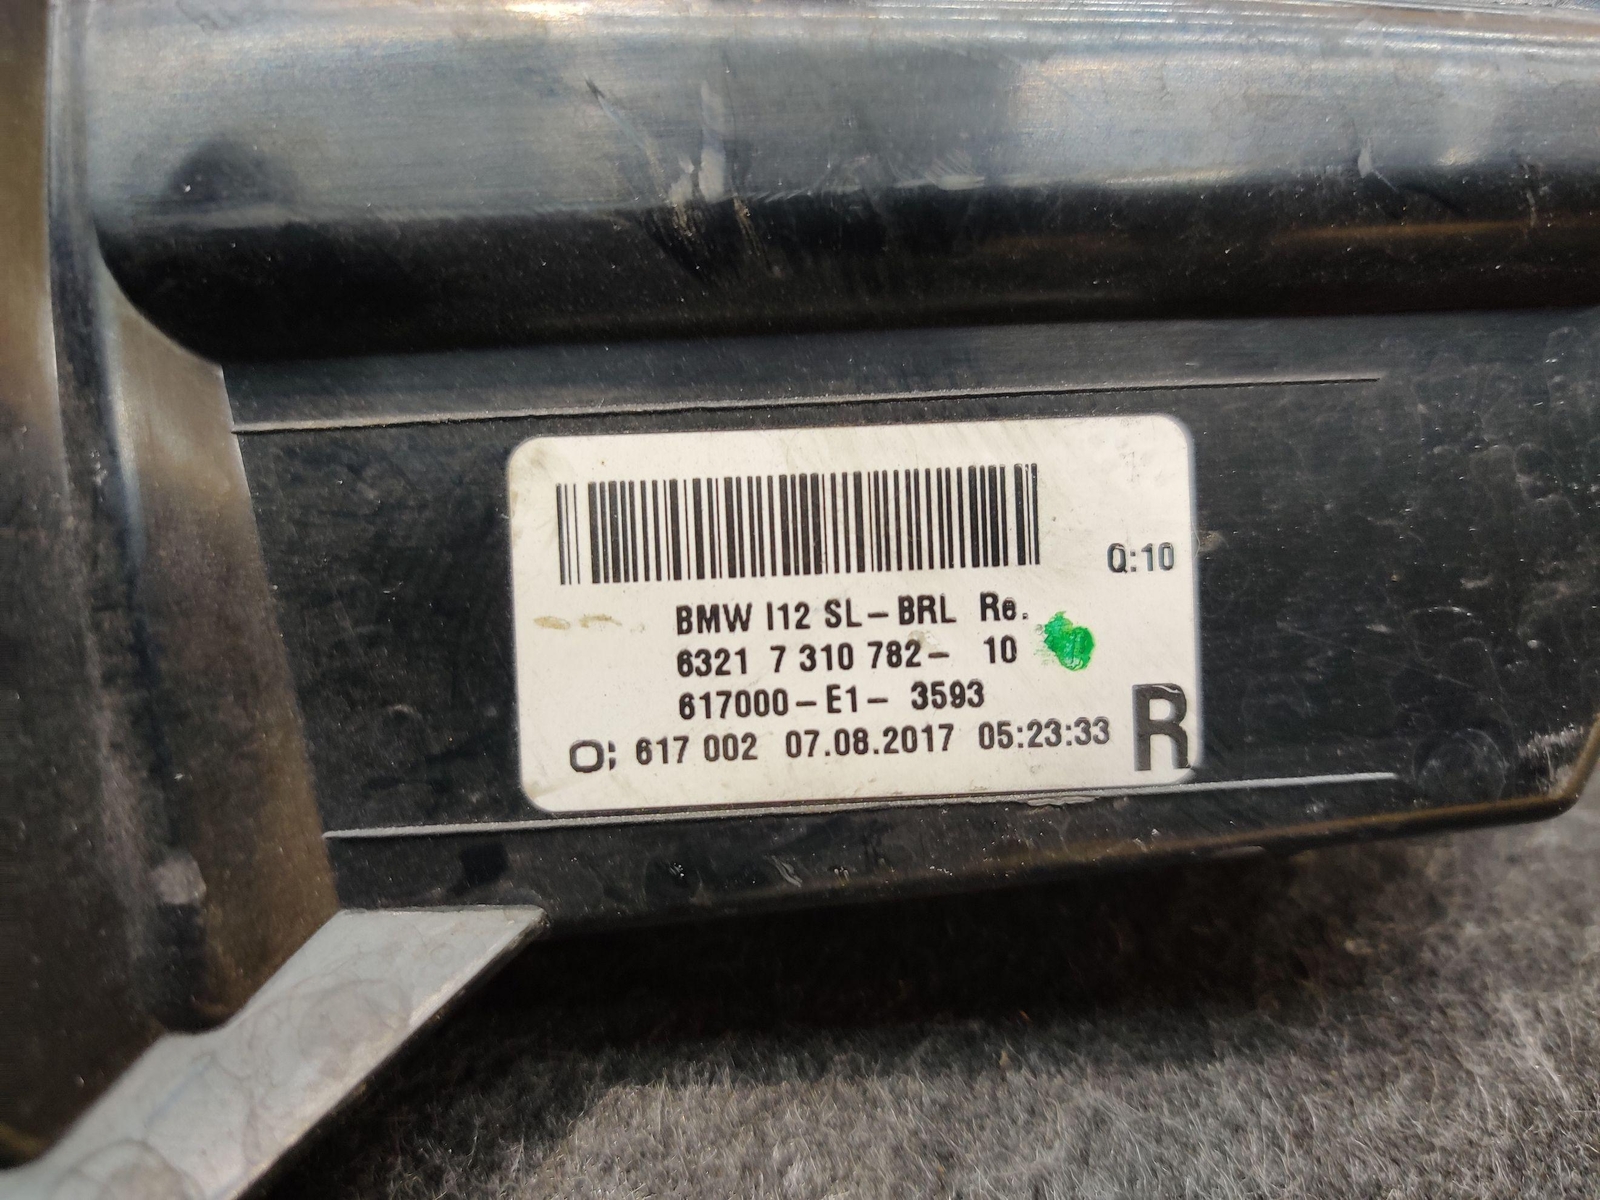 Q:10
BMW I12 SL-BRL Re.
6321 7 310 782- 10
617000-E1- 3593
O; 617 002 07.08.2017 05:23:33
R